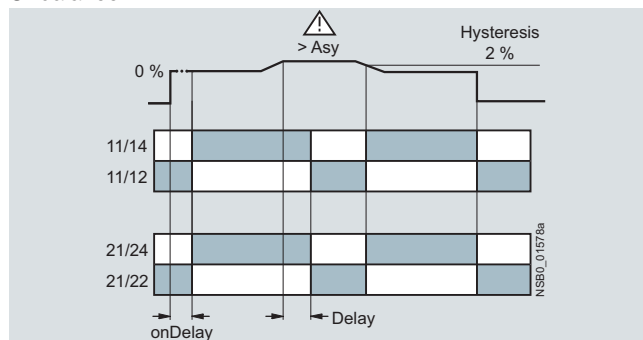 > Asy
Hysteresis
2 %
0 %
11/14
11/12
21/24
21/22
onDelay
Delay
NSB0_01578a